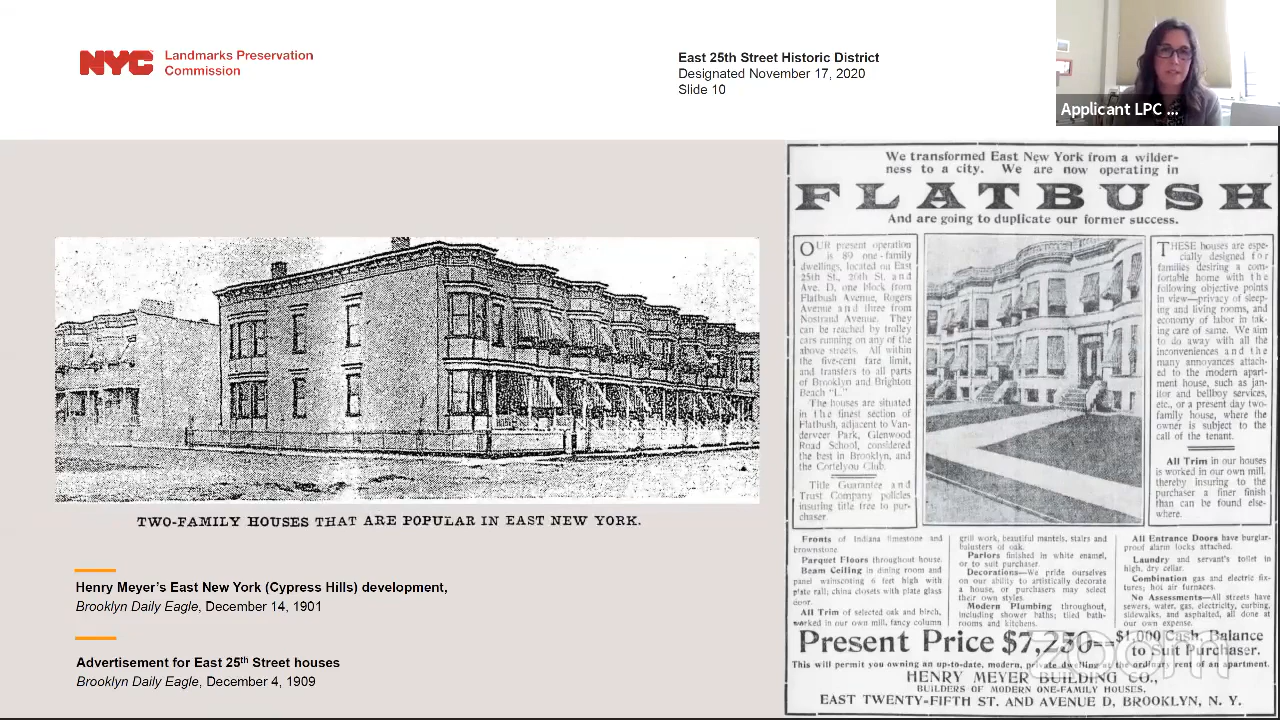 NYC Landmarks Preservation
Commission
East 25th Street Historic District
Designated November 17, 2020
Slide 10
Applicant LPC ...
TWO-FAMILY HOUSES THAT ARE POPULAR IN EAST NEW YORK.
Henry Meyer's East New York (Cypress Hills) development,
Brooklyn Daily Eagle, December 14, 1901
Advertisement for East 25th Street houses
Brooklyn Daily Eagle, December 4, 1909
We transformed East New York from a wilder-
ness to a city. We are now operating in
FLATBUSH
And are going to duplicate our former success.
OUR present operation
is 89 one-family
dwellings, located on East
25th St., 26th St. and
Ave. D, one block from
Flatbush Avenue, Rogers
Avenue and three from
Nostrand Avenue. They
can be reached by trolley
cars running on any of the
above streets. All within
the five-cent fare limit,
and transfers to all parts
of Brooklyn and Brighton
Beach "L."
The houses are situated
in the finest section of
Flatbush, adjacent to Van-
derveer Park, Glenwood
Road School, considered
the best in Brooklyn, and
the Cortelyou Club.
Title Guarantee and
Trust Company policies
insuring title free to pur-
chaser.
THESE houses are espe-
cially designed for
families desiring a com-
fortable home with the
following objective points
in view—privacy of sleep-
ing and living rooms, and
economy of labor in tak-
ing care of same. We aim
to do away with all the
inconveniences and the
many annoyances attach-
ed to the modern apart-
ment house, such as jan-
itor and bellboy services,
etc., or a present day two-
family house, where the
owner is subject to the
call of the tenant.
All Trim in our houses
is worked in our own mill,
thereby insuring to the
purchaser a finer finish
than can be found else-
where.
Fronts of Indiana limestone and
brownstone.
Parquet Floors throughout house.
Beam Ceiling in dining room and
panel wainscoting 6 feet high with
plate rail; china closets with plate glass
door.
All Trim of selected oak and birch,
worked in our own mill, fancy column
grill work, beautiful mantels, stairs and
balusters of oak.
Parlors finished in white enamel,
or to suit purchaser.
Decorations—We pride ourselves
on our ability to artistically decorate
a house, or purchasers may select
their own styles.
Modern Plumbing throughout,
including shower baths; tiled bath-
rooms and kitchens.
All Entrance Doors have burglar-
proof alarm locks attached.
Laundry and servant's toilet in
high, dry cellar.
Combination gas and electric fix-
tures; hot air furnaces.
No Assessments—All streets have
sewers, water, gas, electricity, curbing,
sidewalks, and asphalted, all done at
our own expense.
Present Price $7,250—$1,000 Cash, Balance
to Suit Purchaser.
zoom
This will permit you owning an up-to-date, modern, private dwelling at the ordinary rent of an apartment.
HENRY MEYER BUILDING CO.,
BUILDERS OF MODERN ONE-FAMILY HOUSES,
EAST TWENTY=FIFTH ST. AND AVENUE D, BROOKLYN, N. Y.